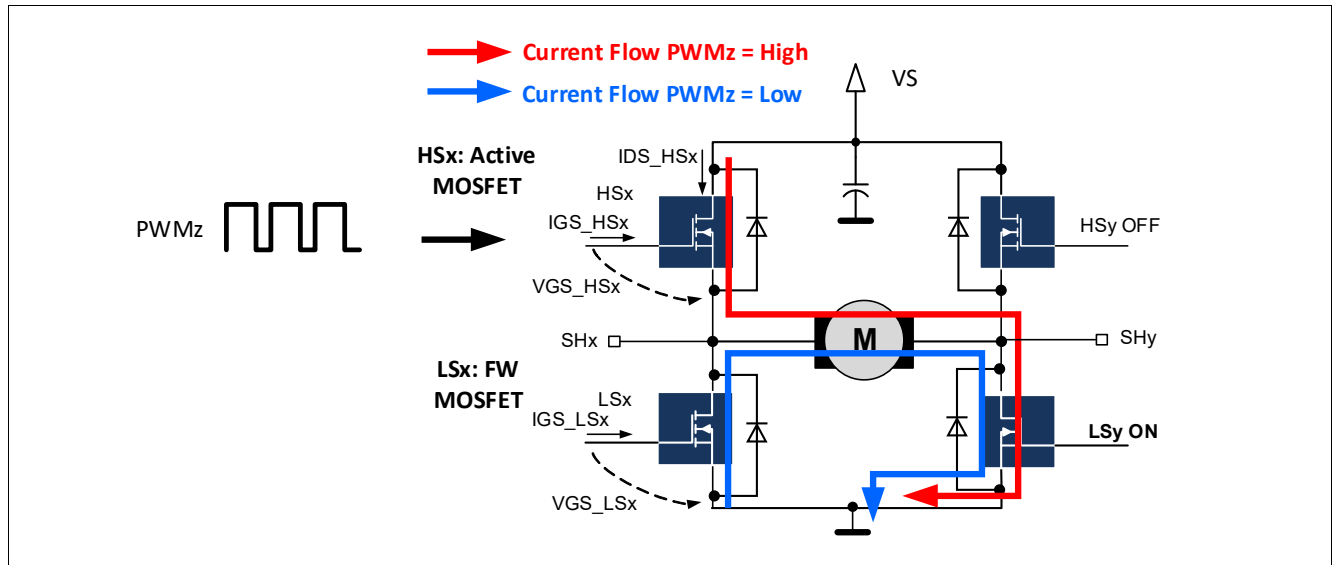 Current Flow PWMz = High
Current Flow PWMz = Low
VS
HSx: Active
MOSFET
IDS_HSx
HSx
PWMz
IGS_HSx
HSy OFF
VGS_HSx
SHx
M
SHy
LSx: FW
MOSFET
LSx
IGS_LSx
LSy ON
VGS_LSx